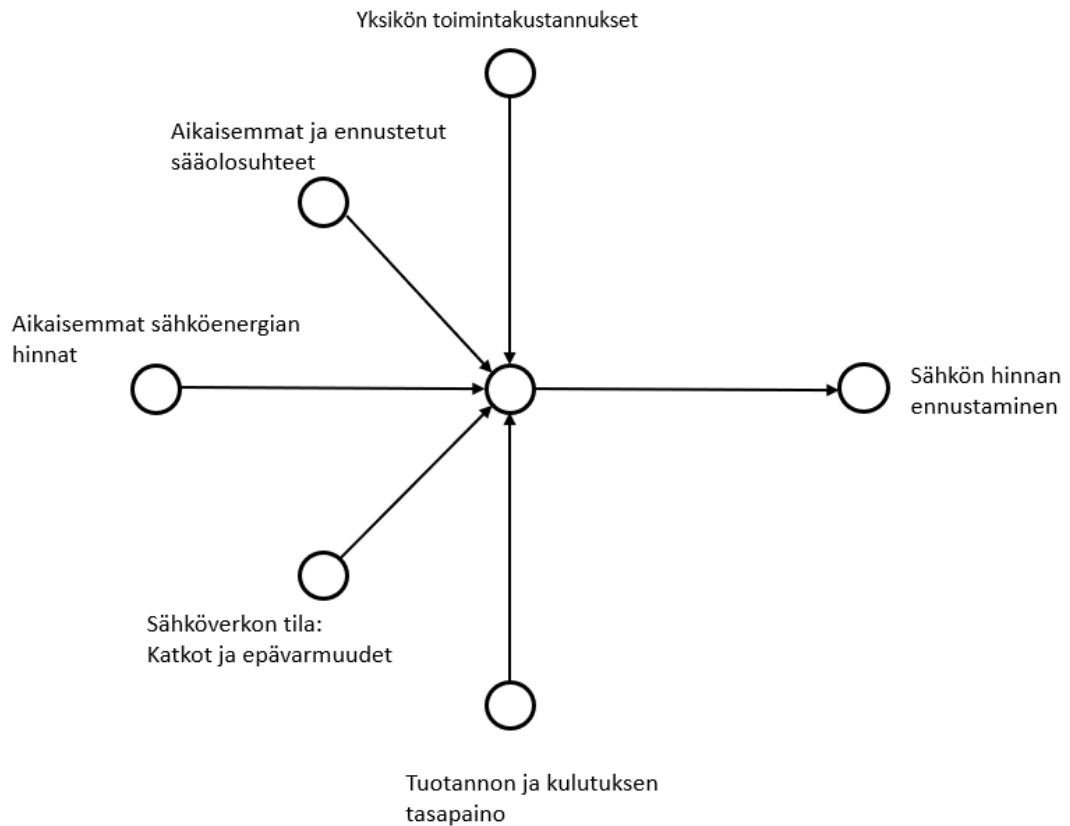 Yksikön toimintakustannukset
Aikaisemmat ja ennustetut
sääolosuhteet
Aikaisemmat sähköenergian
hinnat
Sähkön hinnan
ennustaminen
Sähköverkon tila:
Katkot ja epävarmuudet
Tuotannon ja kulutuksen
tasapaino